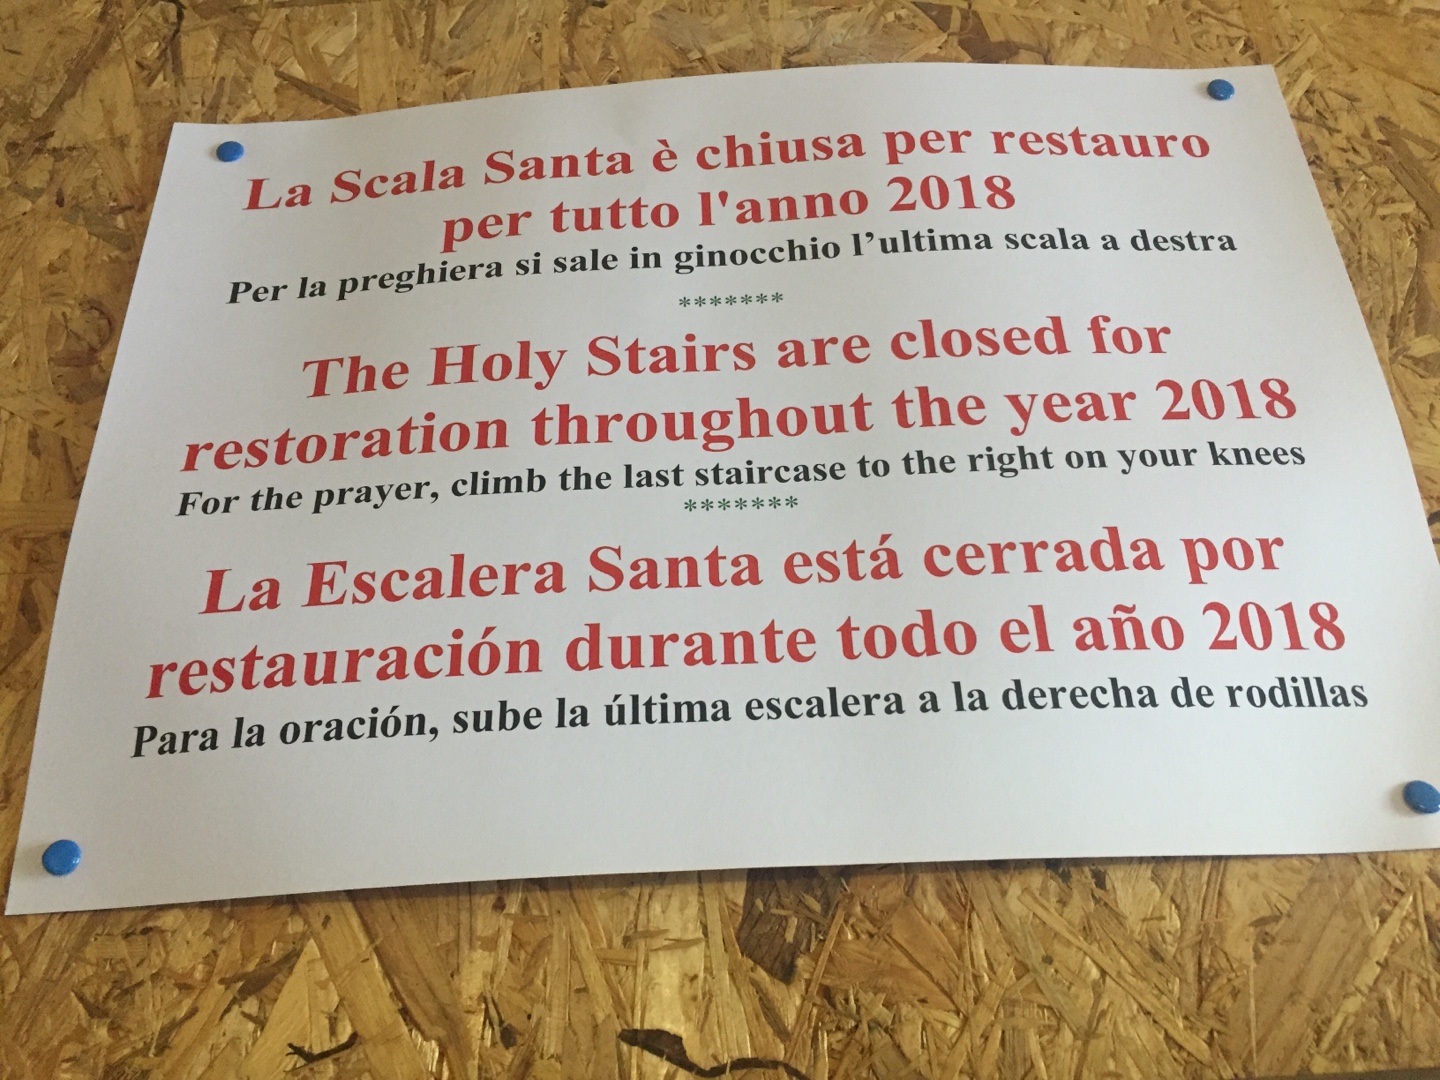 La Scala Santa è chiusa per restauro
per tutto l'anno 2018
Per la preghiera si sale in ginocchio l’ultima scala a destra
*******
The Holy Stairs are closed for
restoration throughout the year 2018
For the prayer, climb the last staircase to the right on your knees
*******
La Escalera Santa está cerrada por
restauración durante todo el año 2018
Para la oración, sube la última escalera a la derecha de rodillas